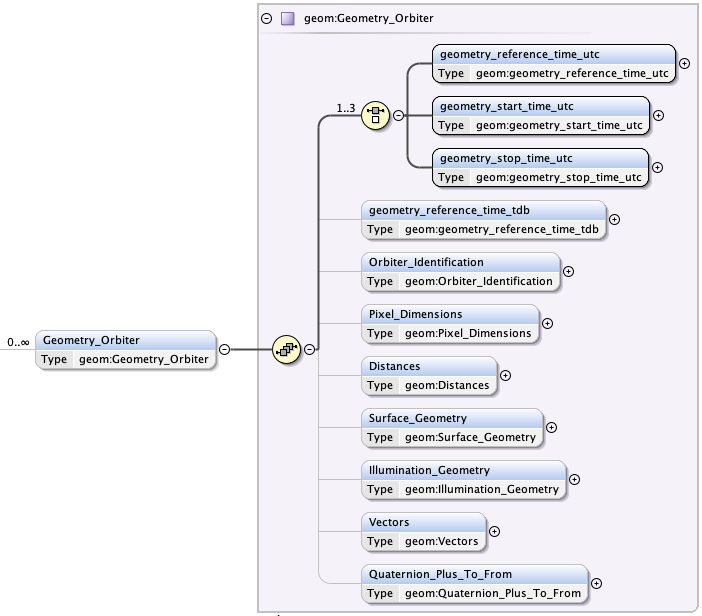 geom:Geometry_Orbiter
geometry_reference_time_utc
Type geom:geometry_reference_time_utc
1..3
geometry_start_time_utc
Type geom:geometry_start_time_utc
geometry_stop_time_utc
Type geom:geometry_stop_time_utc
geometry_reference_time_tdb
Type geom:geometry_reference_time_tdb
Orbiter_Identification
Type geom:Orbiter_Identification
Pixel_Dimensions
Type geom:Pixel_Dimensions
0..∞
Geometry_Orbiter
Type geom:Geometry_Orbiter
Distances
Type geom:Distances
Surface_Geometry
Type geom:Surface_Geometry
Illumination_Geometry
Type geom:Illumination_Geometry
Vectors
Type geom:Vectors
Quaternion_Plus_To_From
Type geom:Quaternion_Plus_To_From